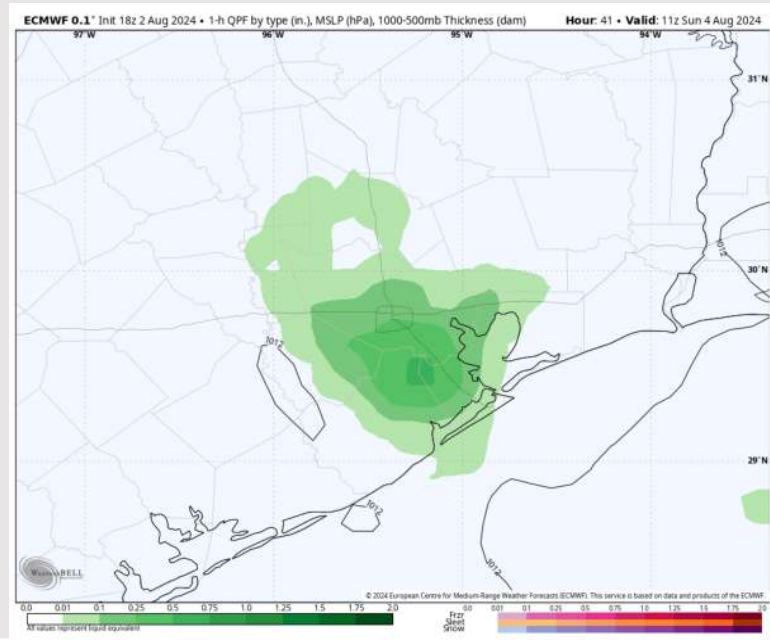 ECMWF 0.1° Init 18z 2 Aug 2024 • 1-h QPF by type (in.), MSLP (hPa), 1000-500mb Thickness (dam) Hour: 41 • Valid: 11z Sun 4 Aug 2024
97°W 96°W 95°W 94°W
31°N
1012
30°N
1012
29°N
1012
1012
WeatherBELL
© 2024 European Centre for Medium-Range Weather Forecasts (ECMWF). This service is based on data and products of the ECMWF.
0.0 0.01 0.1 0.25 0.5 0.75 1.0 1.25 1.5 1.75 2.0
0.0 0.01 0.1 0.25 0.5 0.75 1.0 1.25 1.5 1.75 2.0
All values represent liquid equivalent
Frzr
Sleet
Snow